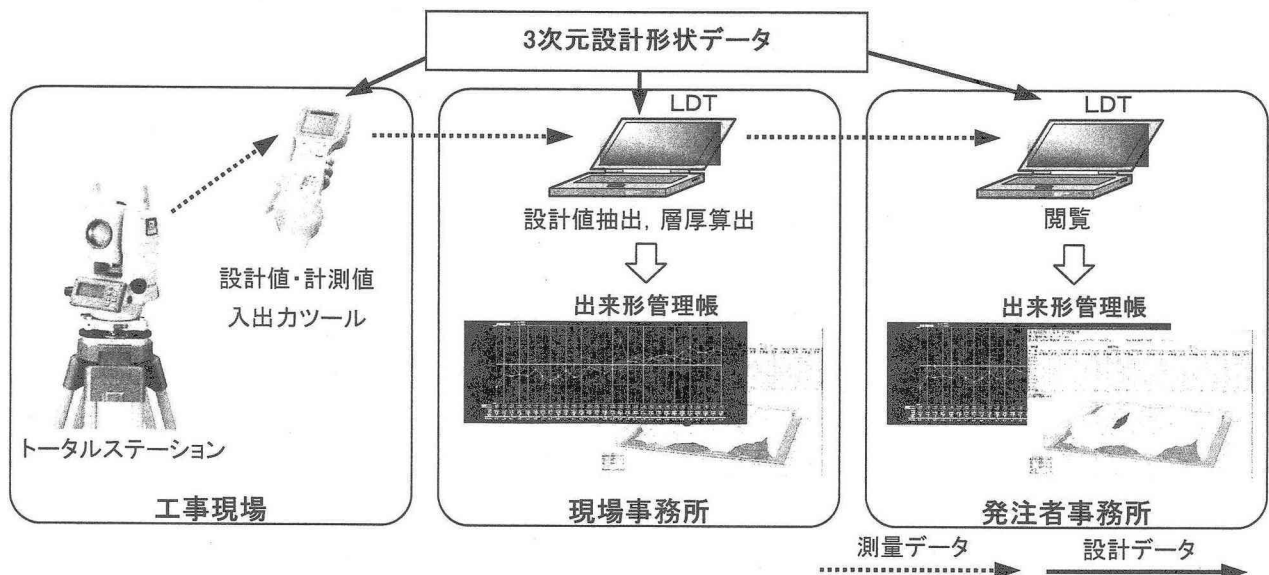 3次元設計形状データ
LDT
LDT
設計値抽出, 層厚算出
閲覧
設計値・計測値
入出力ツール
出来形管理帳
出来形管理帳
トータルステーション
工事現場
現場事務所
発注者事務所
測量データ
設計データ